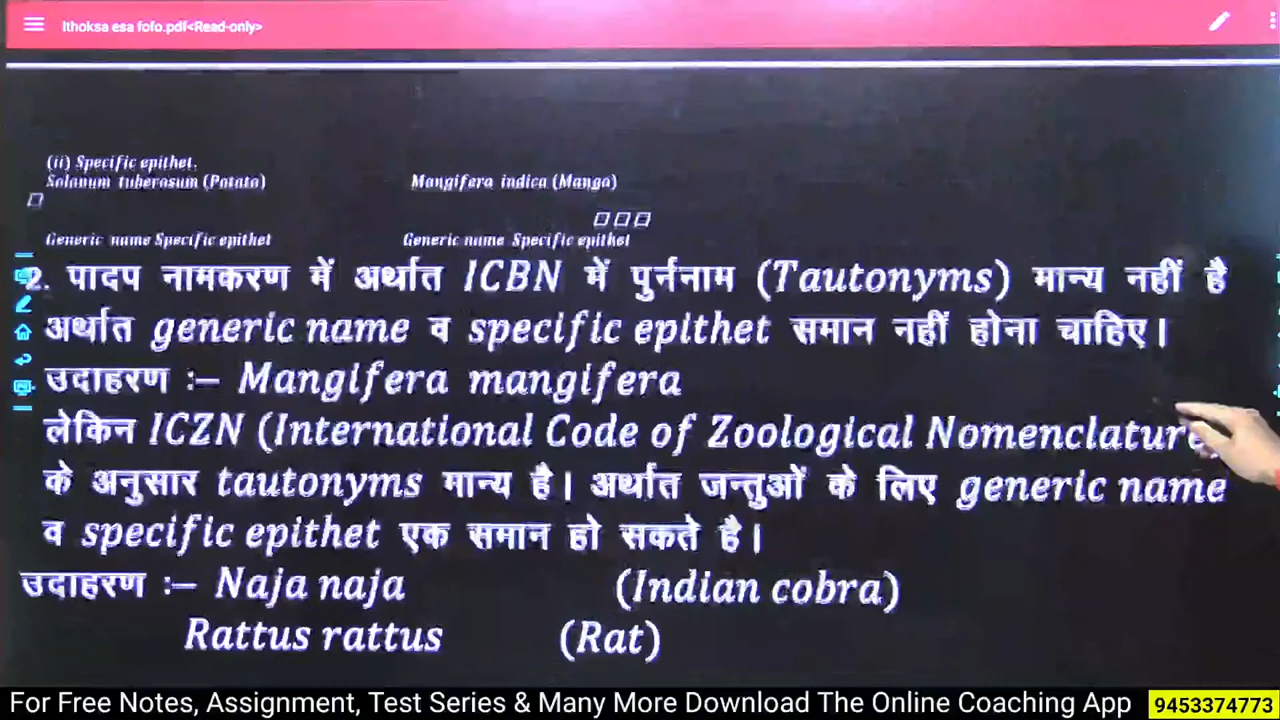 Ithoksa esa fofo.pdf<Read-only>
(ii) Specific epithet.
Solanum tuberosum (Potato) Mangifera indica (Manga)
Generic name Specific epithet Generic name Specific epithet
2. पादप नामकरण में अर्थात ICBN में पुर्ननाम (Tautonyms) मान्य नहीं है
अर्थात generic name व specific epithet समान नहीं होना चाहिए।
उदाहरण :– Mangifera mangifera
लेकिन ICZN (International Code of Zoological Nomenclature
के अनुसार tautonyms मान्य है। अर्थात जन्तुओं के लिए generic name
व specific epithet एक समान हो सकते है।
उदाहरण :– Naja naja (Indian cobra)
Rattus rattus (Rat)
For Free Notes, Assignment, Test Series & Many More Download The Online Coaching App 9453374773